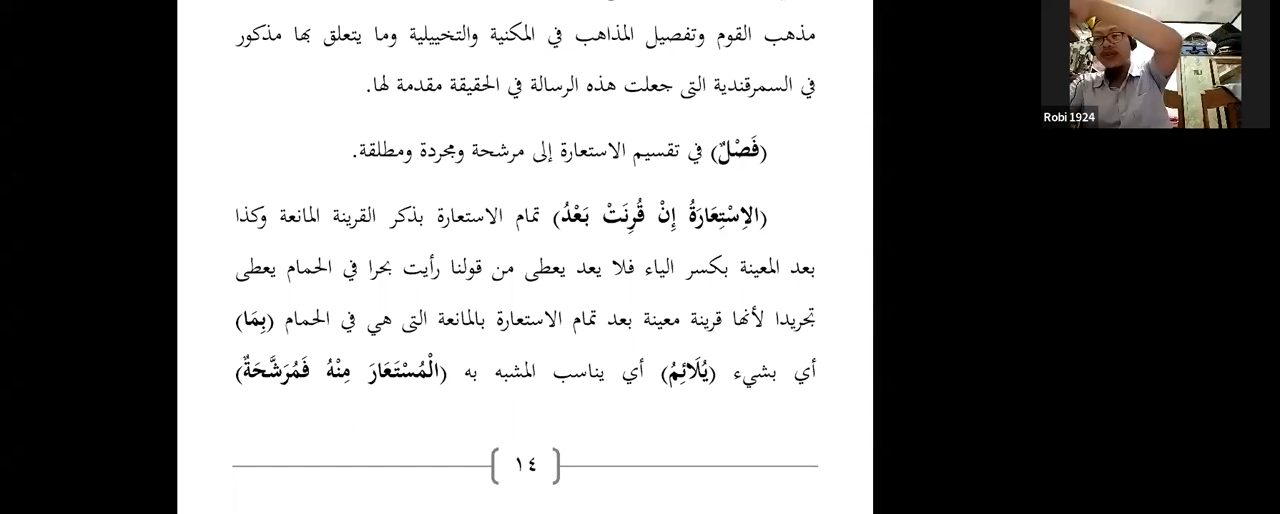 مذهب القوم وتفصيل المذاهب في المكنية والتخييلية وما يتعلق بها مذكور
في السمرقندية التى جعلت هذه الرسالة في الحقيقة مقدمة لها.
(فَصْلٌ) في تقسيم الاستعارة إلى مرشحة ومجردة ومطلقة.
(الاِسْتِعَارَةُ إِنْ قُرِنَتْ بَعْدُ) تمام الاستعارة بذكر القرينة المانعة وكذا
بعد المعينة بكسر الياء فلا يعد يعطى من قولنا رأيت بحرا في الحمام يعطى
تجريدا لأنها قرينة معينة بعد تمام الاستعارة بالمانعة التى هي في الحمام (بِمَا)
أي بشيء (يُلَائِمُ) أي يناسب المشبه به (الْمُسْتَعَارَ مِنْهُ فَمُرَشَّحَةٌ)
١٤
Robi 1924